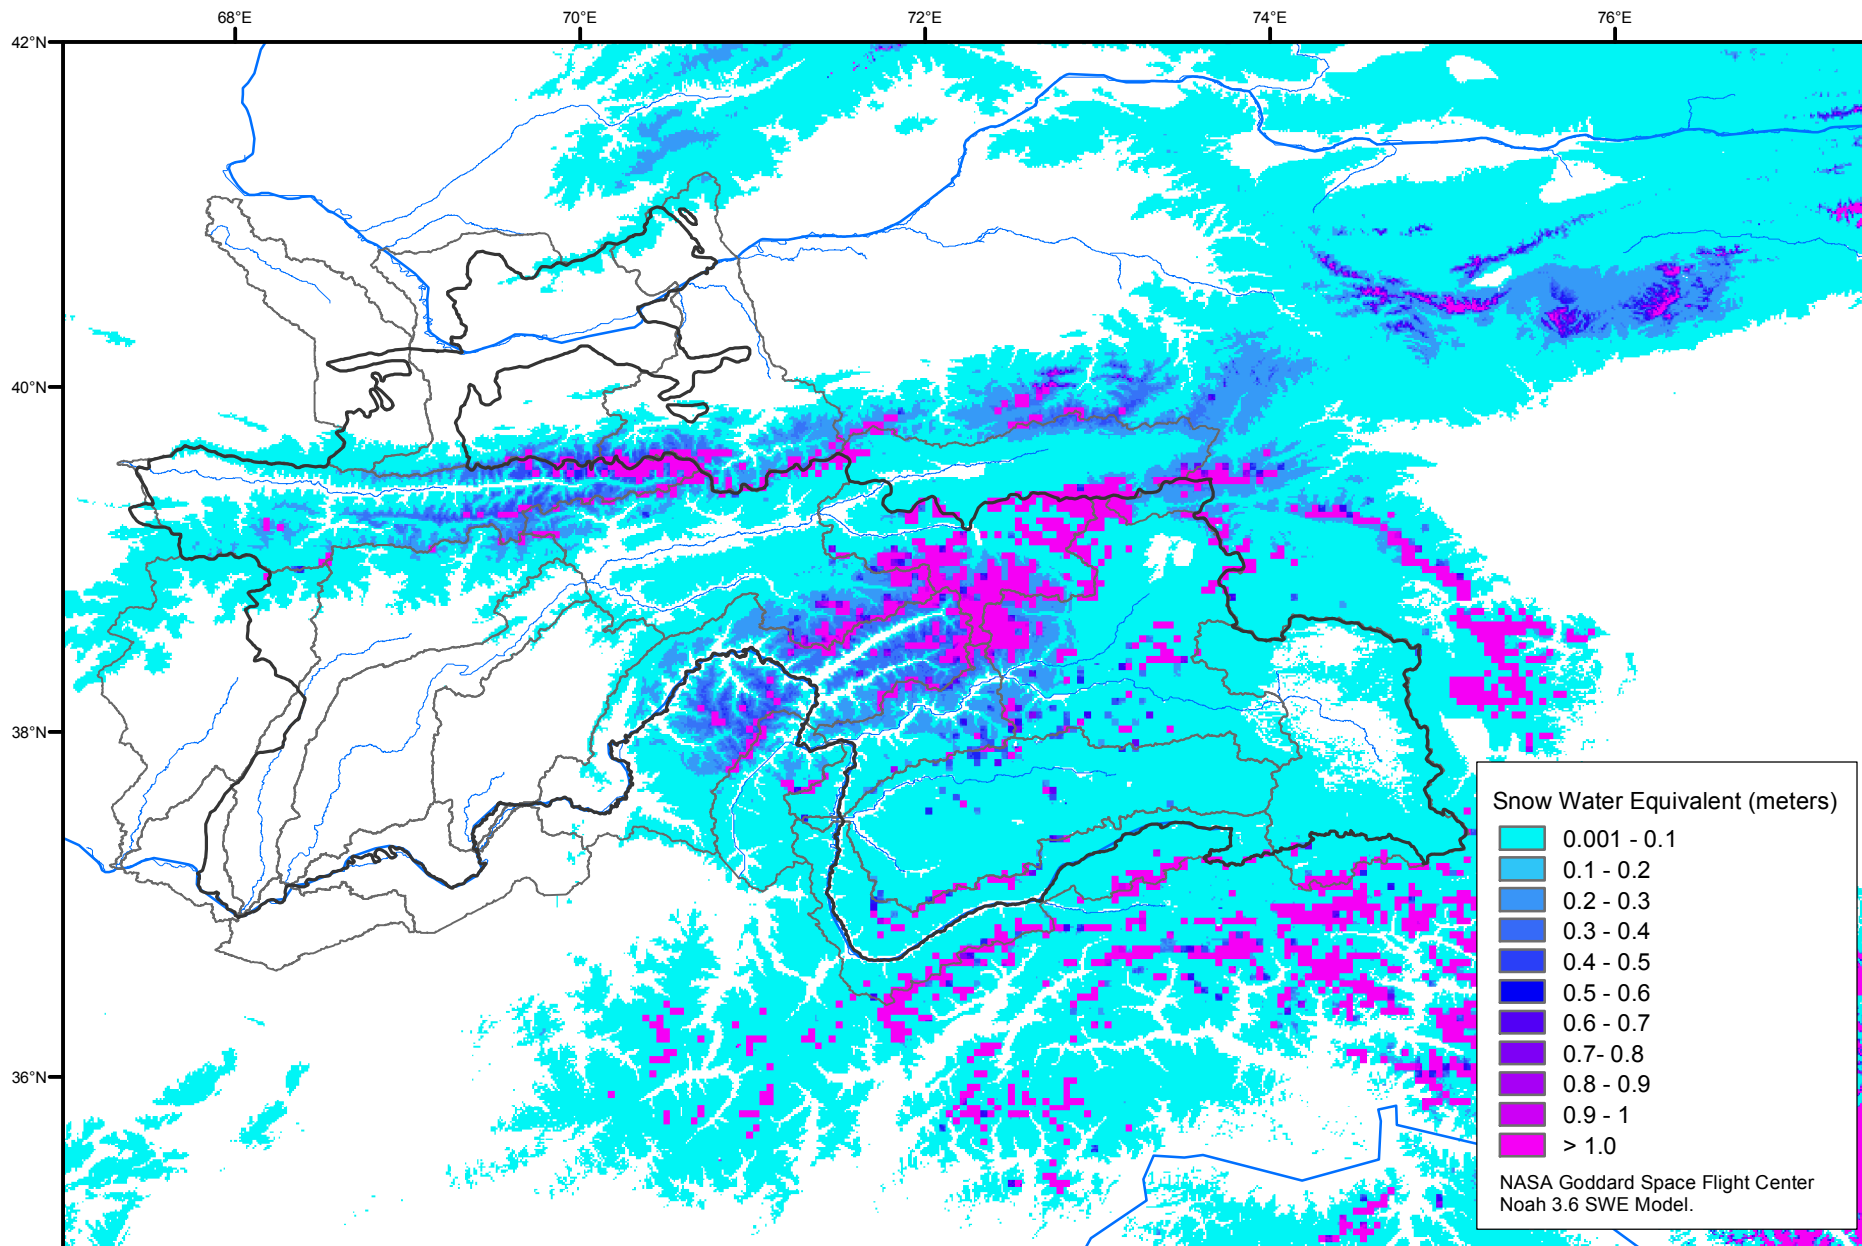 68°E
70°E
72°E
74°E
76°E
42°N
40°N
38°N
36°N
Snow Water Equivalent (meters)
0.001 - 0.1
0.1 - 0.2
0.2 - 0.3
0.3 - 0.4
0.4 - 0.5
0.5 - 0.6
0.6 - 0.7
0.7- 0.8
0.8 - 0.9
0.9 - 1
> 1.0
NASA Goddard Space Flight Center
Noah 3.6 SWE Model.